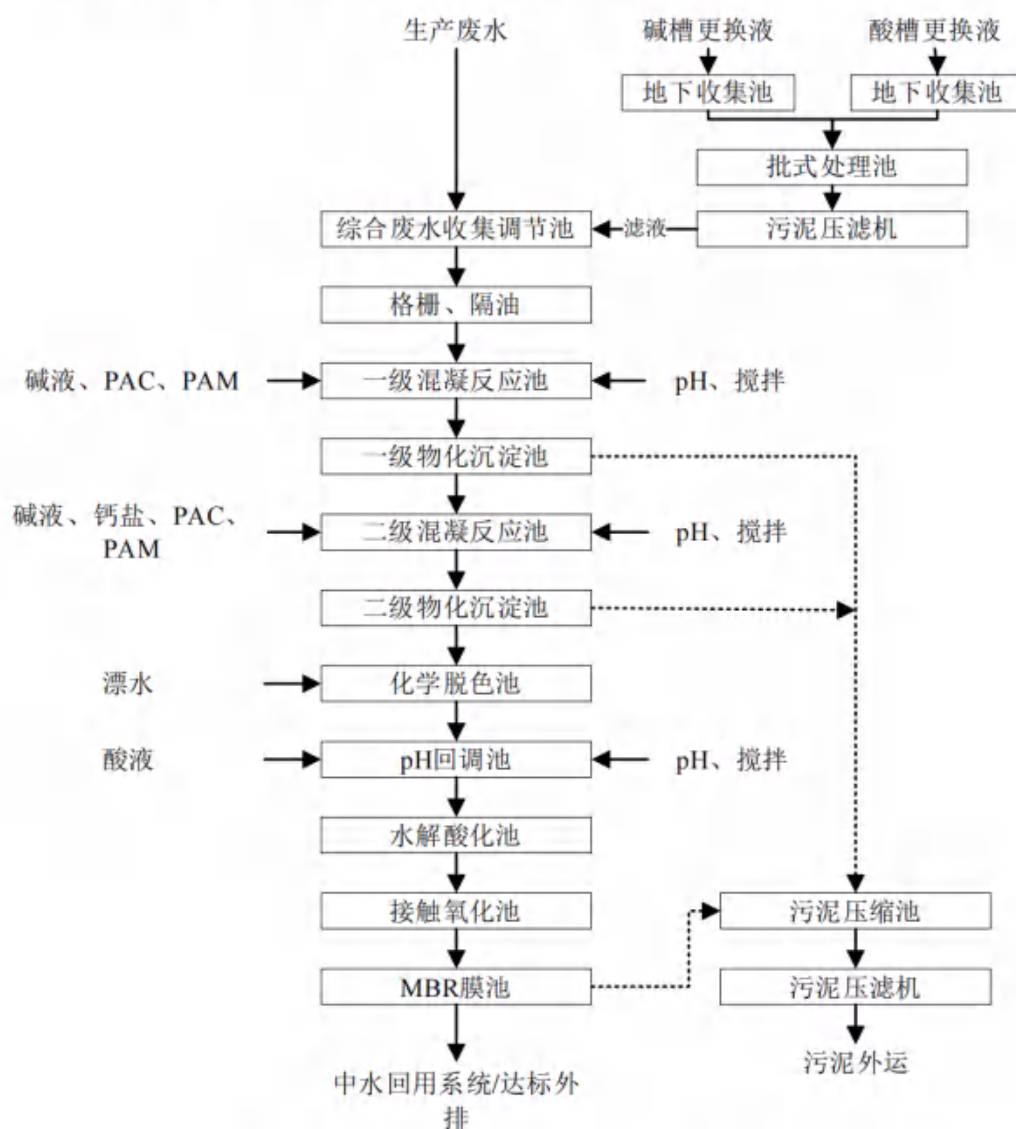 生产废水
碱槽更换液
酸槽更换液
地下收集池
地下收集池
批式处理池
综合废水收集调节池
滤液
污泥压滤机
格栅、隔油
碱液、PAC、PAM
一级混凝反应池
pH、搅拌
一级物化沉淀池
碱液、钙盐、PAC、
PAM
二级混凝反应池
pH、搅拌
二级物化沉淀池
漂水
化学脱色池
酸液
pH回调池
pH、搅拌
水解酸化池
接触氧化池
污泥压缩池
MBR膜池
污泥压滤机
污泥外运
中水回用系统/达标外
排